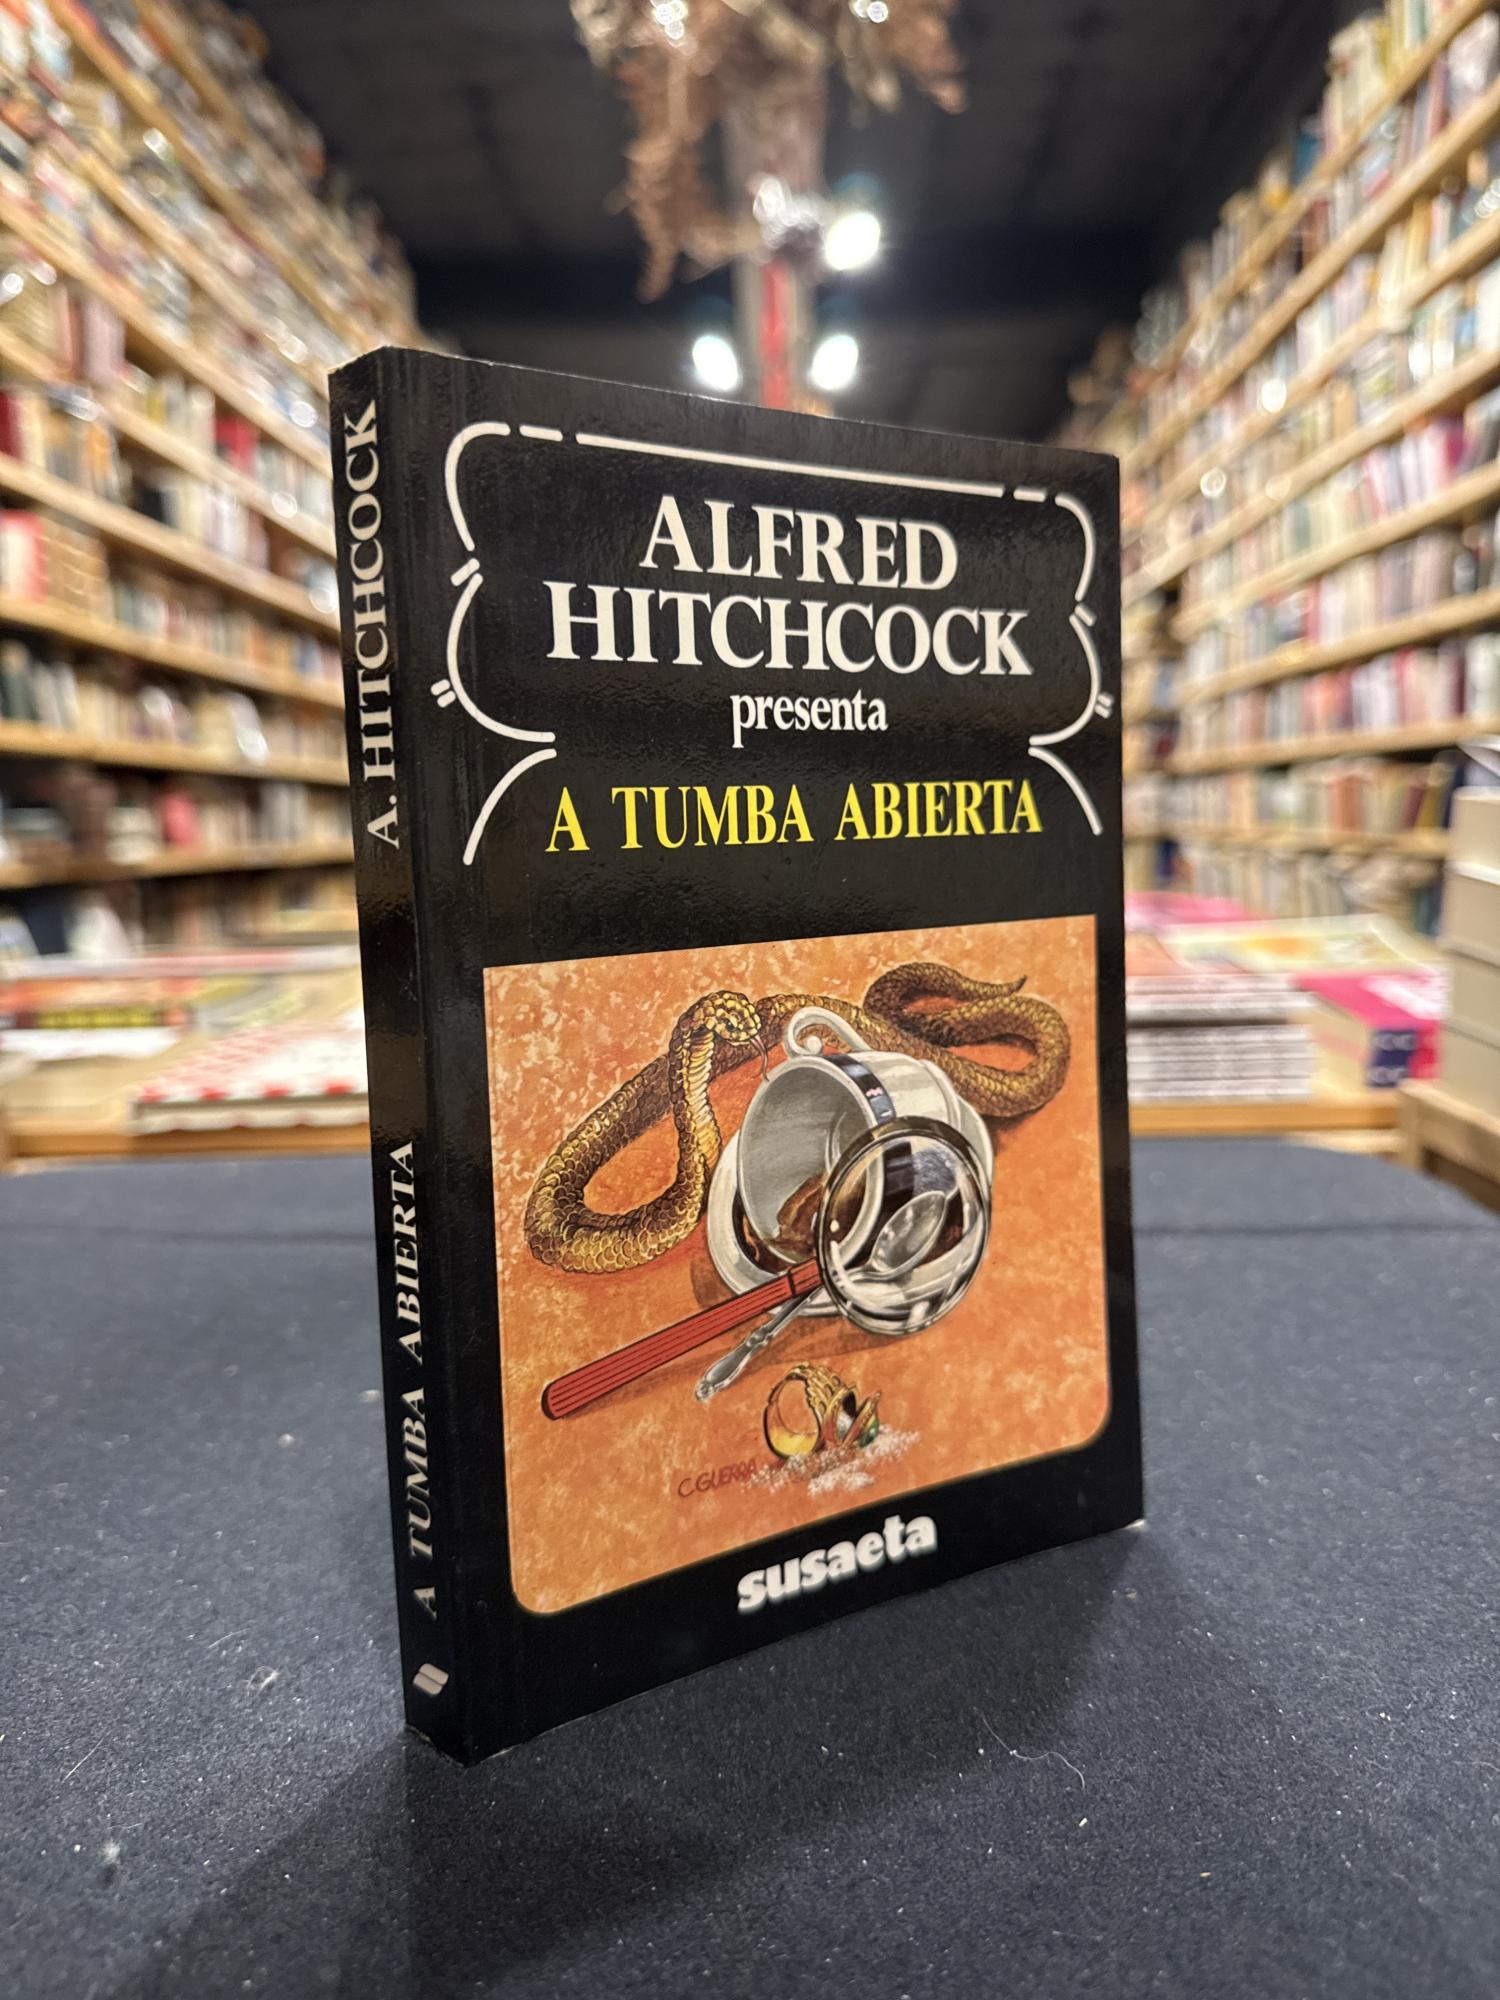 ALFRED
HITCHCOCK
presenta
A TUMBA ABIERTA
C.GUERRA
susaeta
A. HITCHCOCK
A TUMBA ABIERTA